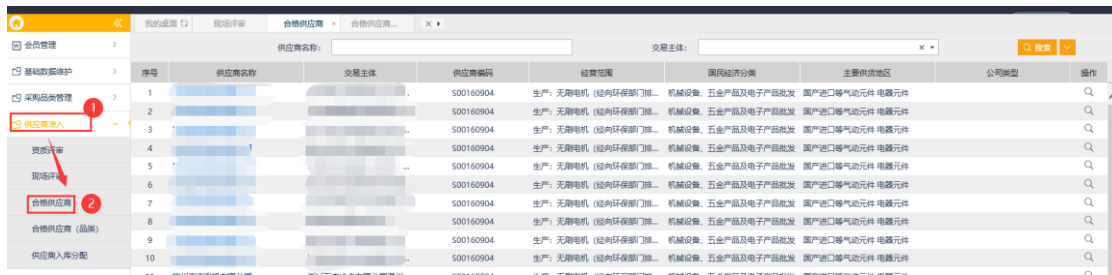 我的桌面 现场评审 合格供应商 × 合格供应商...
会员管理
基础数据维护
采购品类管理
1
供应商准入
资质评审
现场评审
合格供应商 2
合格供应商（品类）
供应商入库分配
供应商名称： 交易主体： 搜索
序号 供应商名称 交易主体 供应商编码 经营范围 国民经济分类 主要供货地区 公司类型 操作
1 S00160904 生产：无刷电机（经向环保部门排... 机械设备、五金产品及电子产品批发 国产进口等气动元件 电器元件
2 S00160904 生产：无刷电机（经向环保部门排... 机械设备、五金产品及电子产品批发 国产进口等气动元件 电器元件
3 S00160904 生产：无刷电机（经向环保部门排... 机械设备、五金产品及电子产品批发 国产进口等气动元件 电器元件
4 S00160904 生产：无刷电机（经向环保部门排... 机械设备、五金产品及电子产品批发 国产进口等气动元件 电器元件
5 S00160904 生产：无刷电机（经向环保部门排... 机械设备、五金产品及电子产品批发 国产进口等气动元件 电器元件
6 S00160904 生产：无刷电机（经向环保部门排... 机械设备、五金产品及电子产品批发 国产进口等气动元件 电器元件
7 S00160904 生产：无刷电机（经向环保部门排... 机械设备、五金产品及电子产品批发 国产进口等气动元件 电器元件
8 S00160904 生产：无刷电机（经向环保部门排... 机械设备、五金产品及电子产品批发 国产进口等气动元件 电器元件
9 S00160904 生产：无刷电机（经向环保部门排... 机械设备、五金产品及电子产品批发 国产进口等气动元件 电器元件
10 S00160904 生产：无刷电机（经向环保部门排... 机械设备、五金产品及电子产品批发 国产进口等气动元件 电器元件